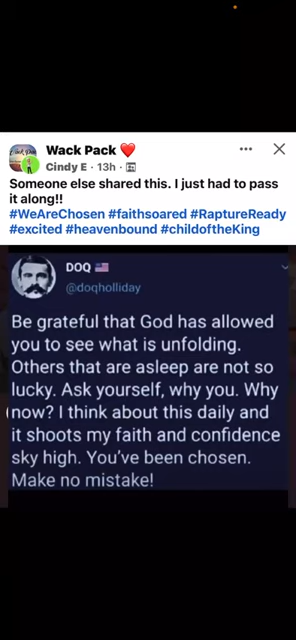 Wack Pack ❤️
Cindy E · 13h ·
Someone else shared this. I just had to pass
it along!!
#WeAreChosen #faithsoared #RaptureReady
#excited #heavenbound #childoftheKing
DOQ 🇺🇸
@doqholliday
Be grateful that God has allowed
you to see what is unfolding.
Others that are asleep are not so
lucky. Ask yourself, why you. Why
now? I think about this daily and
it shoots my faith and confidence
sky high. You've been chosen.
Make no mistake!